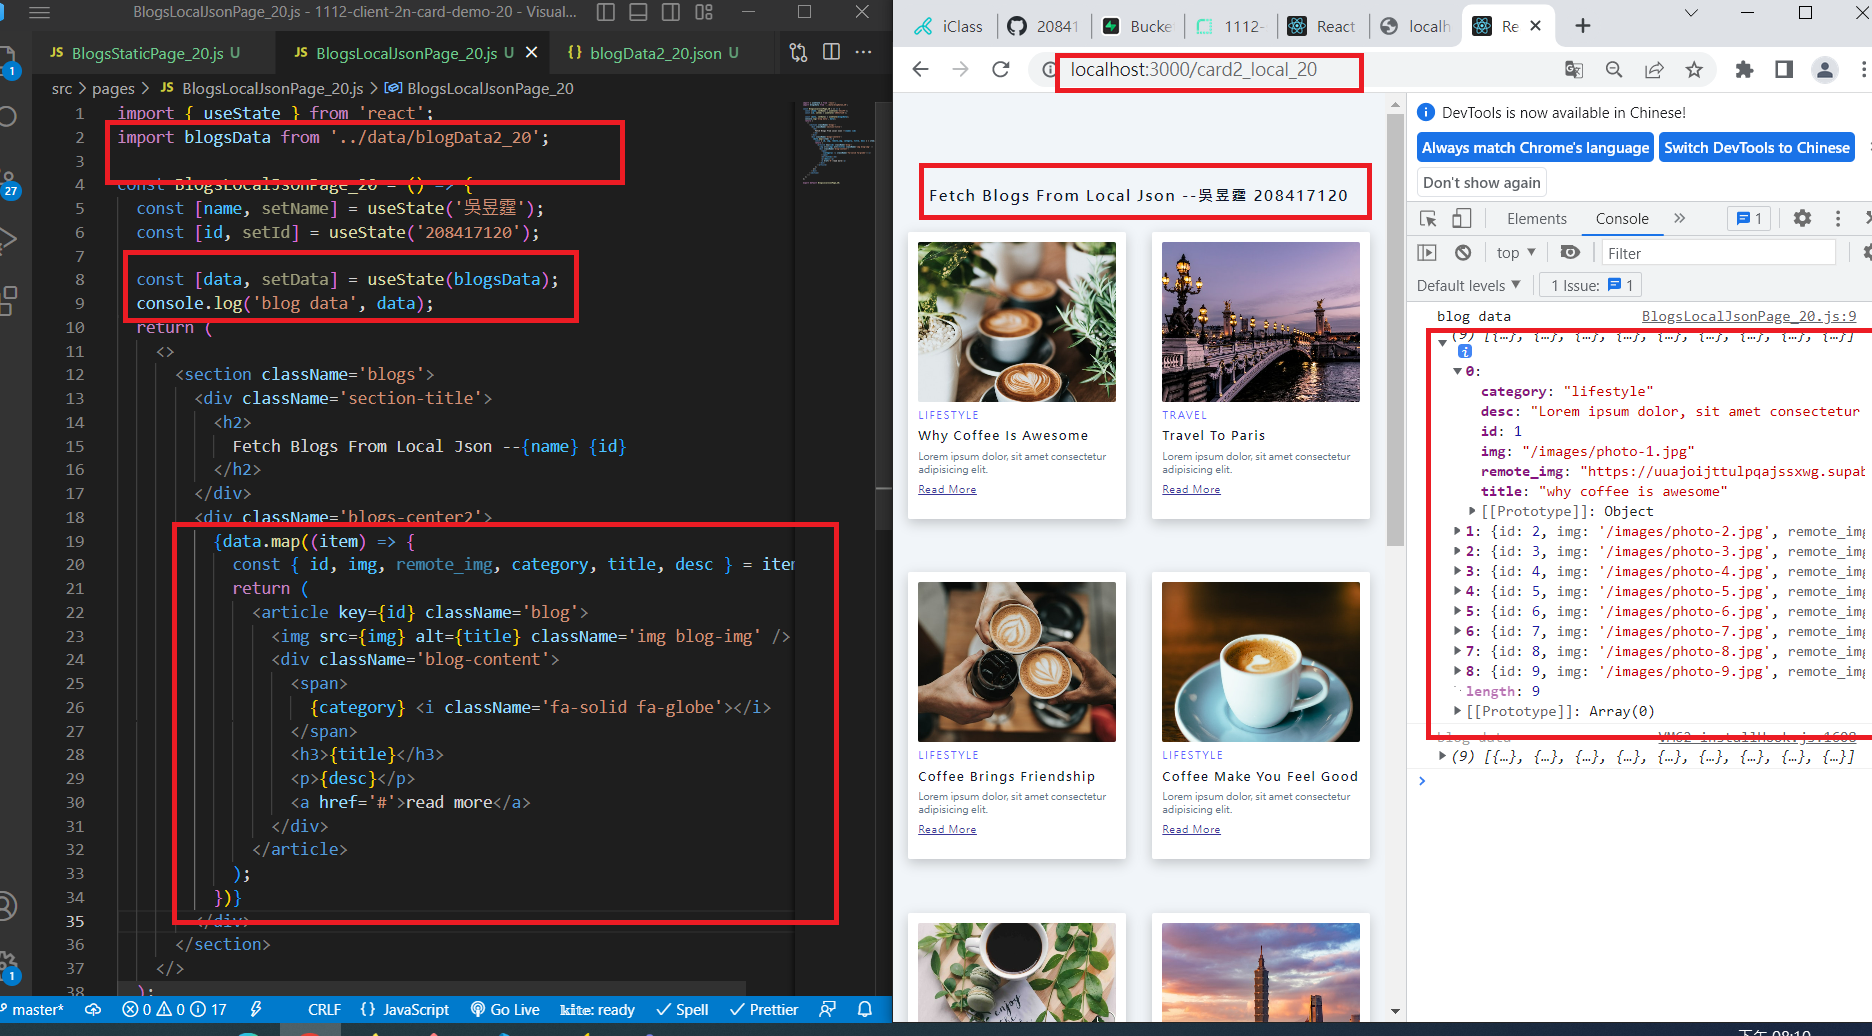 BlogsLocalJsonPage_20.js - 1112-client-2n-card-demo-20 - Visual...
JS BlogsStaticPage_20.js U
JS BlogsLocalJsonPage_20.js U
{} blogData2_20.json U
src > pages > JS BlogsLocalJsonPage_20.js > BlogsLocalJsonPage_20
1 import { useState } from 'react';
2 import blogsData from '../data/blogData2_20';
3
4 const BlogsLocalJsonPage_20 = () => {
5 const [name, setName] = useState('吳昱霆');
6 const [id, setId] = useState('208417120');
7
8 const [data, setData] = useState(blogsData);
9 console.log('blog data', data);
10 return (
11 <>
12 <section className='blogs'>
13 <div className='section-title'>
14 <h2>
15 Fetch Blogs From Local Json --{name} {id}
16 </h2>
17 </div>
18 <div className='blogs-center2'>
19 {data.map((item) => {
20 const { id, img, remote_img, category, title, desc } = item
21 return (
22 <article key={id} className='blog'>
23 <img src={img} alt={title} className='img blog-img' />
24 <div className='blog-content'>
25 <span>
26 {category} <i className='fa-solid fa-globe'></i>
27 </span>
28 <h3>{title}</h3>
29 <p>{desc}</p>
30 <a href='#'>read more</a>
31 </div>
32 </article>
33 );
34 })}
35 </div>
36 </section>
37 </>
38 );
1
27
1
master*
0 0 17
CRLF
{} JavaScript
Go Live
kite: ready
Spell
Prettier
iClass
20841
Bucke
1112-
React
localh
Re
localhost:3000/card2_local_20
Fetch Blogs From Local Json --吳昱霆 208417120
LIFESTYLE
Why Coffee Is Awesome
Lorem ipsum dolor, sit amet consectetur
adipisicing elit.
Read More
TRAVEL
Travel To Paris
Lorem ipsum dolor, sit amet consectetur
adipisicing elit.
Read More
LIFESTYLE
Coffee Brings Friendship
Lorem ipsum dolor, sit amet consectetur
adipisicing elit.
Read More
LIFESTYLE
Coffee Make You Feel Good
Lorem ipsum dolor, sit amet consectetur
adipisicing elit.
Read More
enjoy
DevTools is now available in Chinese!
Always match Chrome's language
Switch DevTools to Chinese
Don't show again
Elements
Console
1
top
Filter
Default levels
1 Issue: 1
blog data BlogsLocalJsonPage_20.js:9
(9) [{…}, {…}, {…}, {…}, {…}, {…}, {…}, {…}, {…}]
0:
category: "lifestyle"
desc: "Lorem ipsum dolor, sit amet consectetur
id: 1
img: "/images/photo-1.jpg"
remote_img: "https://uuajoijttulpqajssxwg.supab
title: "why coffee is awesome"
[[Prototype]]: Object
1: {id: 2, img: '/images/photo-2.jpg', remote_img
2: {id: 3, img: '/images/photo-3.jpg', remote_img
3: {id: 4, img: '/images/photo-4.jpg', remote_img
4: {id: 5, img: '/images/photo-5.jpg', remote_img
5: {id: 6, img: '/images/photo-6.jpg', remote_img
6: {id: 7, img: '/images/photo-7.jpg', remote_img
7: {id: 8, img: '/images/photo-8.jpg', remote_img
8: {id: 9, img: '/images/photo-9.jpg', remote_img
length: 9
[[Prototype]]: Array(0)
blog data VM62 installHook.js:1608
(9) [{…}, {…}, {…}, {…}, {…}, {…}, {…}, {…}, {…}]
下午 08:10